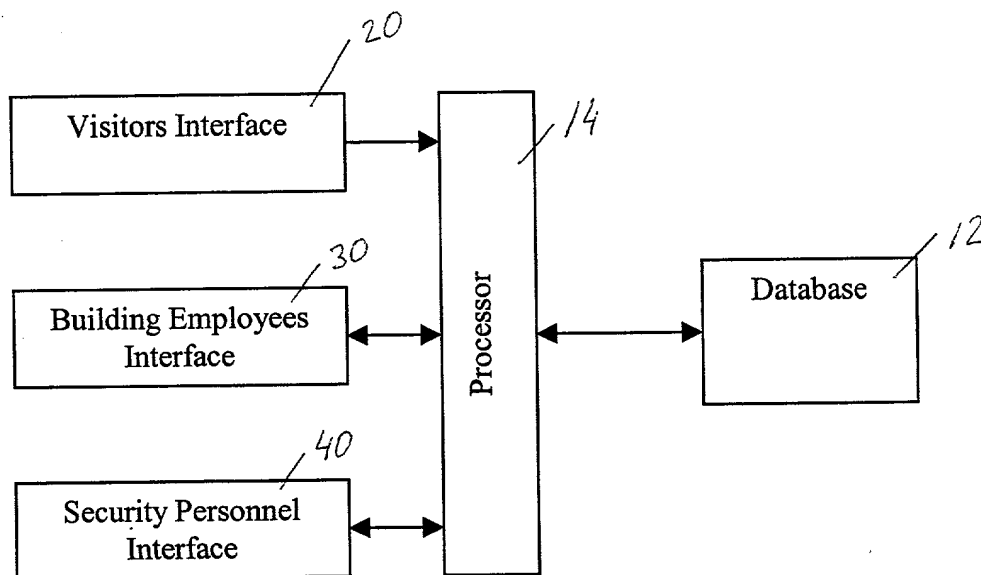 20
Visitors Interface
14
12
Database
30
Building Employees
Interface
Processor
40
Security Personnel
Interface